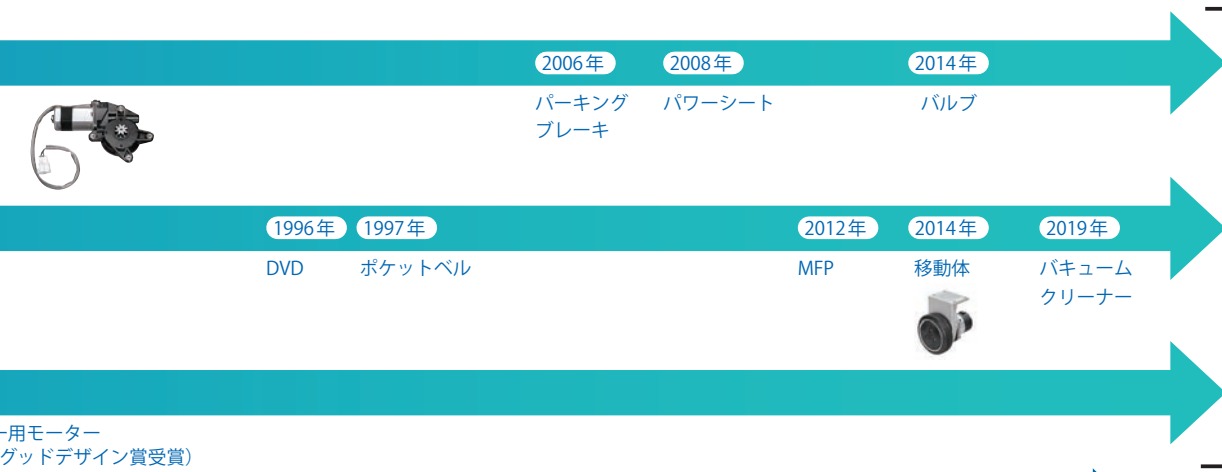 2006年 2008年 2014年
パーキング パワーシート バルブ
ブレーキ
1996年 1997年 2012年 2014年 2019年
DVD ポケットベル MFP 移動体 バキューム
クリーナー
ー用モーター
グッドデザイン賞受賞）